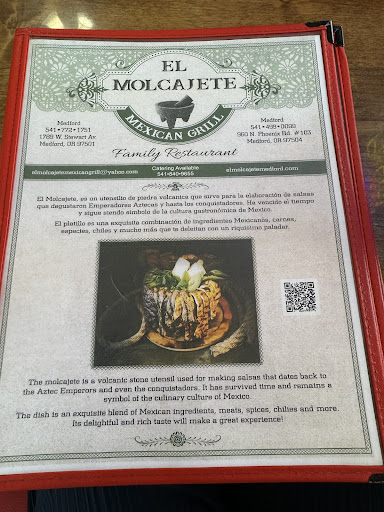 EL
MOLCAJETE
MEXICAN GRILL
Family Restaurant
Medford
541•772•1751
1789 W. Stewart Av.
Medford, OR 97501
Medford
541•498•0099
960 N. Phoenix Rd. #103
Medford, OR 97504
elmolcajetemexicangrill@yahoo.com
Catering Available
541-840-9655
elmolcajetemedford.com
El Molcajete, es un utensilio de piedra volcanica que sirve para la elaboración de salsas
que degustaron Emperadores Aztecas y hasta los conquistadores. Ha vencido el tiempo
y sigue siendo simbolo de la cultura gastronómica de Mexico.
El platillo es una exquisita combinación de ingredientes Mexicanis, carnes,
especies, chiles y mucho más que te deleitan con un riquisimo paladar.
The molcajete is a volcanic stone utensil used for making salsas that dates back to
the Aztec Emperors and even the conquistadors. It has survived time and remains a
symbol of the culinary culture of Mexico.
The dish is an exquisite blend of Mexican ingredients, meats, spices, chilies and more.
Its delightful and rich taste will make a great experience!